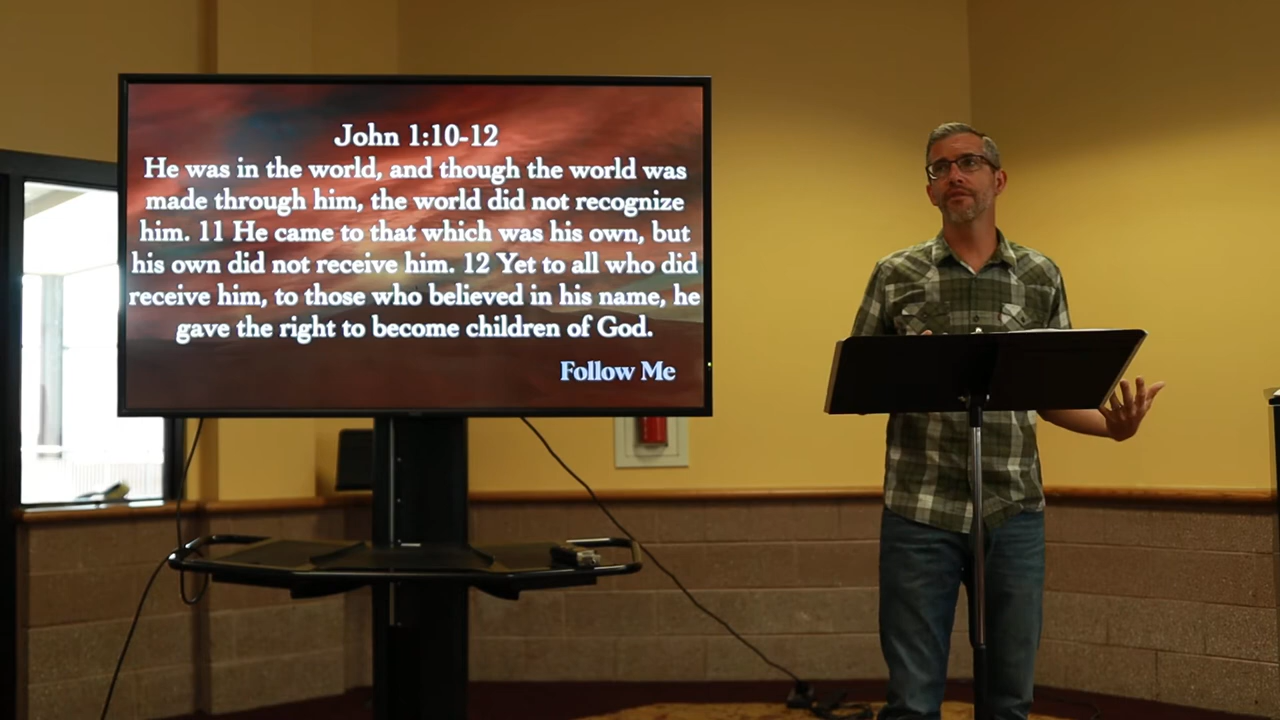 John 1:10-12
He was in the world, and though the world was
made through him, the world did not recognize
him. 11 He came to that which was his own, but
his own did not receive him. 12 Yet to all who did
receive him, to those who believed in his name, he
gave the right to become children of God.
Follow Me